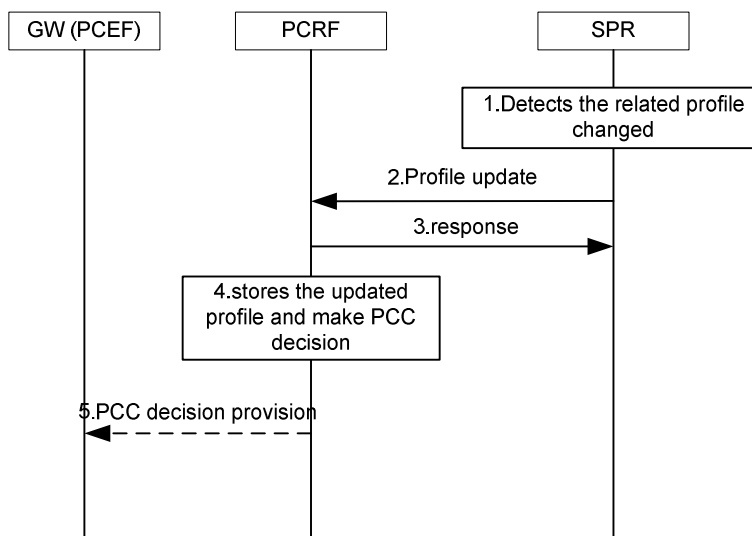 GW (PCEF)
PCRF
SPR
1.Detects the related profile
changed
2.Profile update
3.response
4.stores the updated
profile and make PCC
decision
5.PCC decision provision